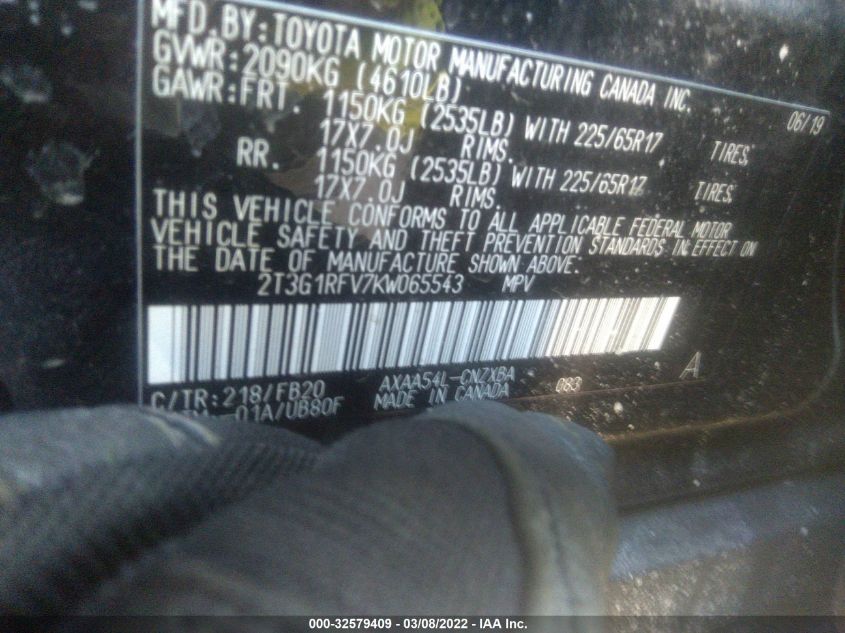 MFD. BY: TOYOTA MOTOR MANUFACTURING CANADA INC.
GVWR: 2090KG (4610LB) 06/19
GAWR: FRT. 1150KG (2535LB) WITH 225/65R17 TIRES,
17X7.0J RIMS.
RR. 1150KG (2535LB) WITH 225/65R17 TIRES,
17X7.0J RIMS.
THIS VEHICLE CONFORMS TO ALL APPLICABLE FEDERAL MOTOR
VEHICLE SAFETY AND THEFT PREVENTION STANDARDS IN EFFECT ON
THE DATE OF MANUFACTURE SHOWN ABOVE.
2T3G1RFV7KW065543 MPV
C/TR: 218/FB20 AXAA54L-CNZXBA 083 A
01A/UB80F MADE IN CANADA
000-32579409 - 03/08/2022 - IAA Inc.